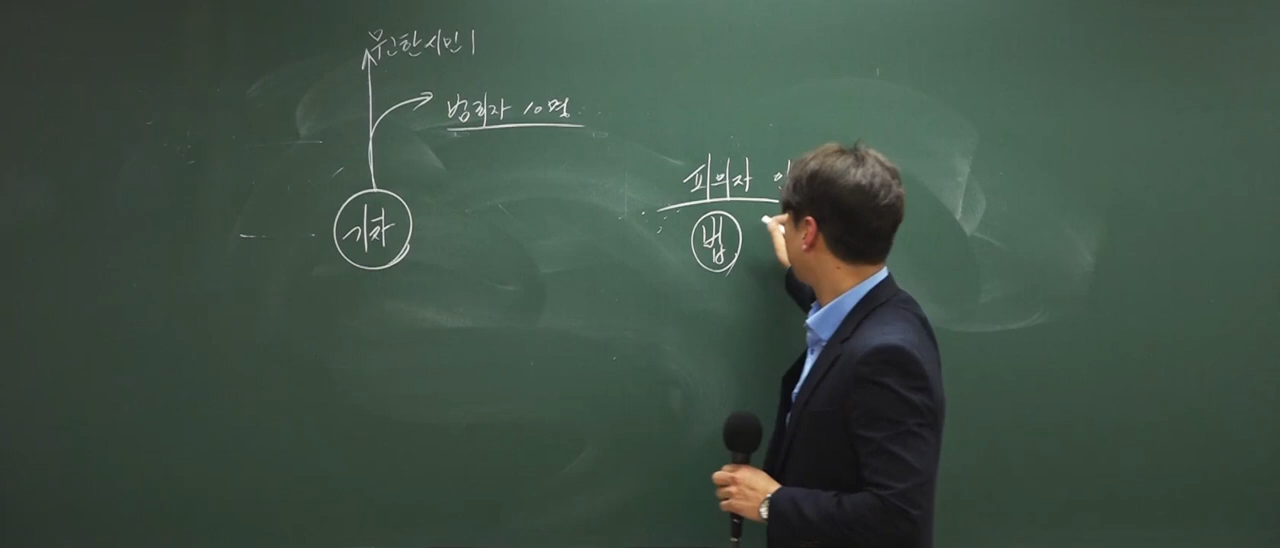 무고한 시민 1
범죄자 10명
피의자
기차
법